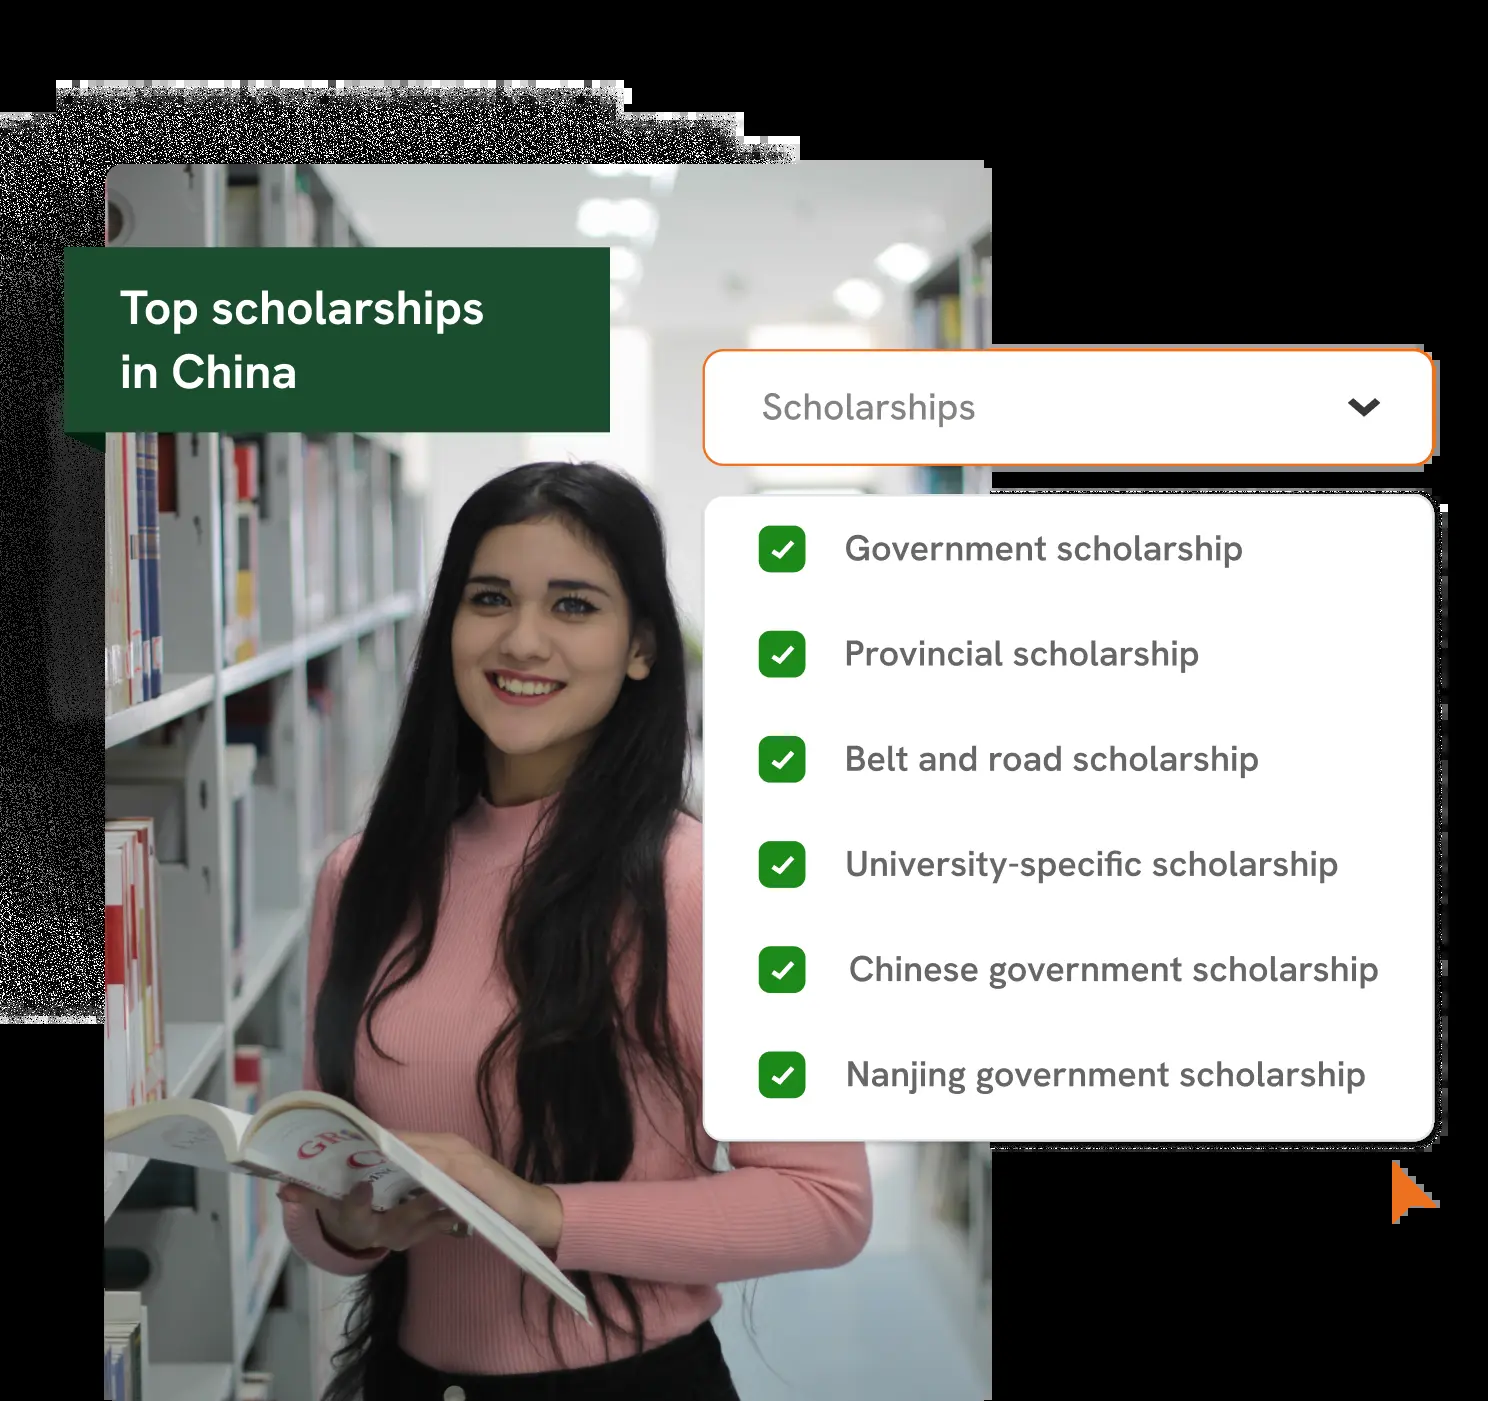 Top scholarships
in China
Scholarships
Government scholarship
Provincial scholarship
Belt and road scholarship
University-specific scholarship
Chinese government scholarship
Nanjing government scholarship